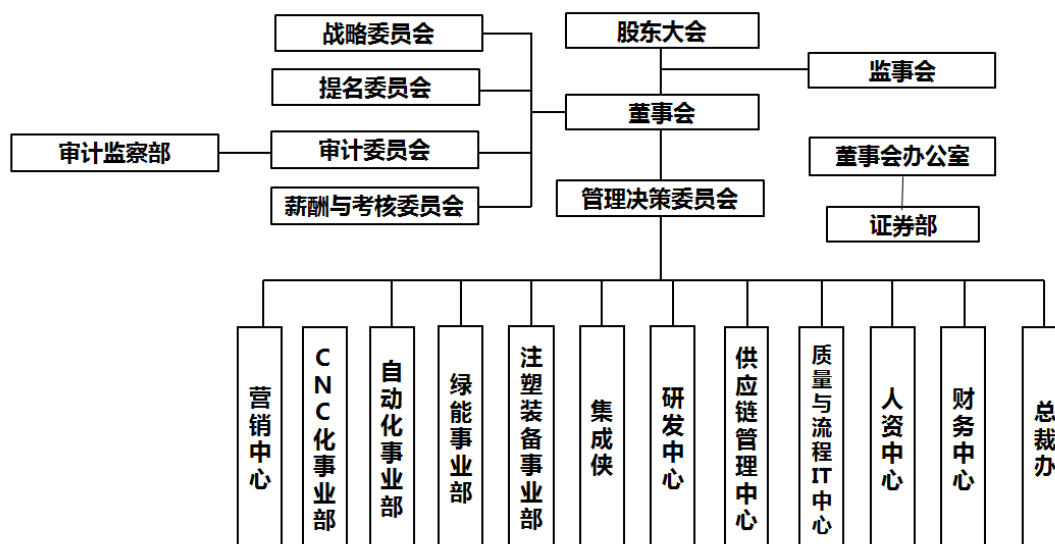 战略委员会
股东大会
提名委员会
监事会
董事会
审计监察部
审计委员会
董事会办公室
薪酬与考核委员会
管理决策委员会
证券部
营销中心
CNC化事业部
自动化事业部
绿能事业部
注塑装备事业部
集成侠
研发中心
供应链管理中心
质量与流程IT中心
人资中心
财务中心
总裁办